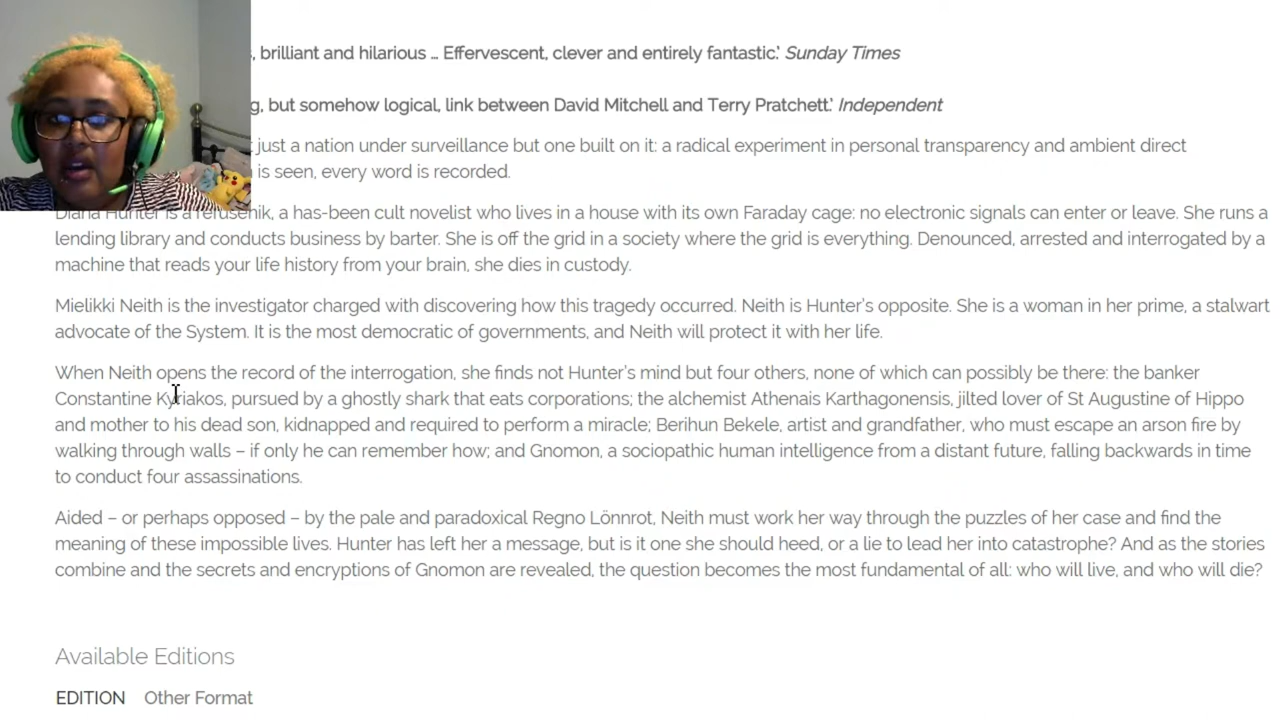 brilliant and hilarious … Effervescent, clever and entirely fantastic.' Sunday Times
but somehow logical, link between David Mitchell and Terry Pratchett.' Independent
just a nation under surveillance but one built on it: a radical experiment in personal transparency and ambient direct
is seen, every word is recorded.
Diana Hunter is a refusenik, a has-been cult novelist who lives in a house with its own Faraday cage: no electronic signals can enter or leave. She runs a
lending library and conducts business by barter. She is off the grid in a society where the grid is everything. Denounced, arrested and interrogated by a
machine that reads your life history from your brain, she dies in custody.
Mielikki Neith is the investigator charged with discovering how this tragedy occurred. Neith is Hunter's opposite. She is a woman in her prime, a stalwart
advocate of the System. It is the most democratic of governments, and Neith will protect it with her life.
When Neith opens the record of the interrogation, she finds not Hunter's mind but four others, none of which can possibly be there: the banker
Constantine Kyriakos, pursued by a ghostly shark that eats corporations; the alchemist Athenais Karthagonensis, jilted lover of St Augustine of Hippo
and mother to his dead son, kidnapped and required to perform a miracle; Berihun Bekele, artist and grandfather, who must escape an arson fire by
walking through walls – if only he can remember how; and Gnomon, a sociopathic human intelligence from a distant future, falling backwards in time
to conduct four assassinations.
Aided – or perhaps opposed – by the pale and paradoxical Regno Lönnrot, Neith must work her way through the puzzles of her case and find the
meaning of these impossible lives. Hunter has left her a message, but is it one she should heed, or a lie to lead her into catastrophe? And as the stories
combine and the secrets and encryptions of Gnomon are revealed, the question becomes the most fundamental of all: who will live, and who will die?
Available Editions
EDITION Other Format